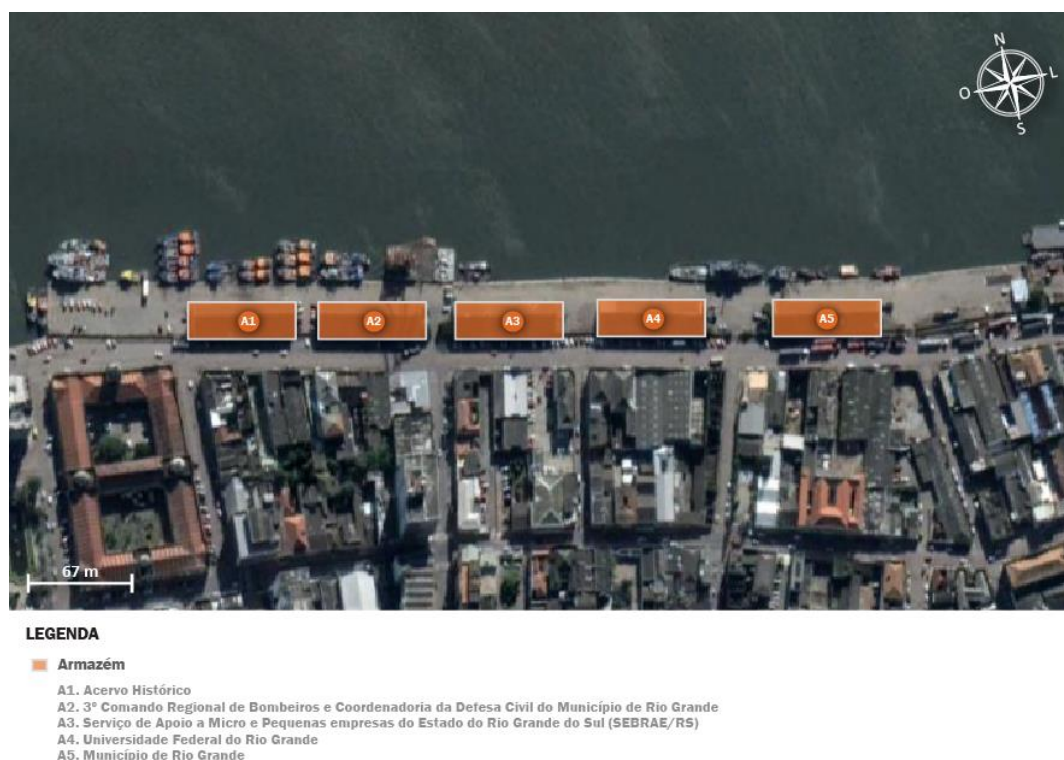 N
O L
S
A1 A2 A3 A4 A5
67 m
LEGENDA
Armazém
A1. Acervo Histórico
A2. 3º Comando Regional de Bombeiros e Coordenadoria da Defesa Civil do Município de Rio Grande
A3. Serviço de Apoio a Micro e Pequenas empresas do Estado do Rio Grande do Sul (SEBRAE/RS)
A4. Universidade Federal do Rio Grande
A5. Município de Rio Grande